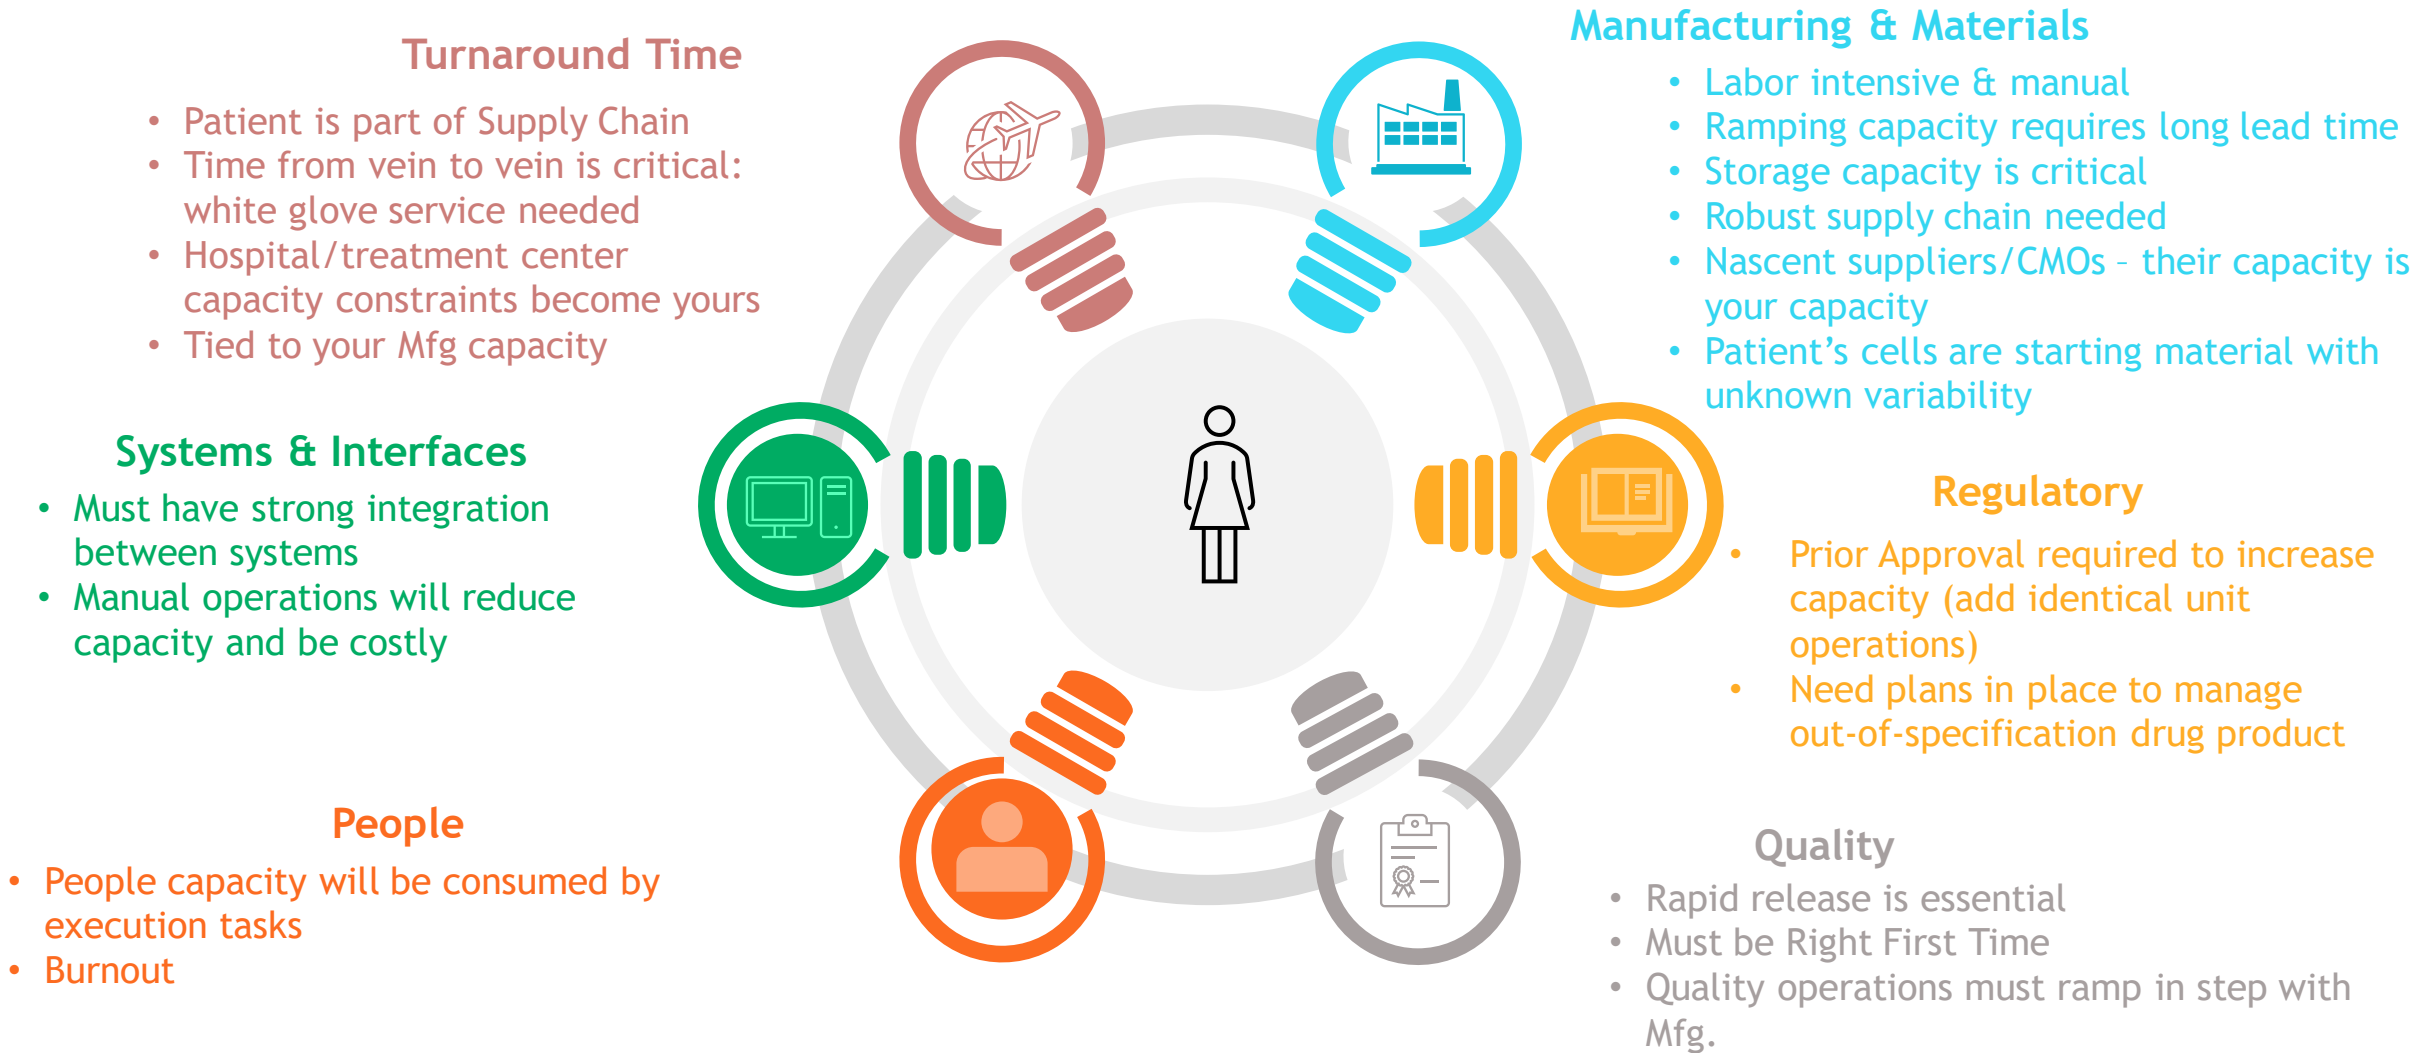 Turnaround Time
• Patient is part of Supply Chain
• Time from vein to vein is critical:
white glove service needed
• Hospital/treatment center
capacity constraints become yours
• Tied to your Mfg capacity
Manufacturing & Materials
• Labor intensive & manual
• Ramping capacity requires long lead time
• Storage capacity is critical
• Robust supply chain needed
• Nascent suppliers/CMOs – their capacity is
your capacity
• Patient’s cells are starting material with
unknown variability
Systems & Interfaces
• Must have strong integration
between systems
• Manual operations will reduce
capacity and be costly
Regulatory
• Prior Approval required to increase
capacity (add identical unit
operations)
• Need plans in place to manage
out-of-specification drug product
People
• People capacity will be consumed by
execution tasks
• Burnout
Quality
• Rapid release is essential
• Must be Right First Time
• Quality operations must ramp in step with
Mfg.